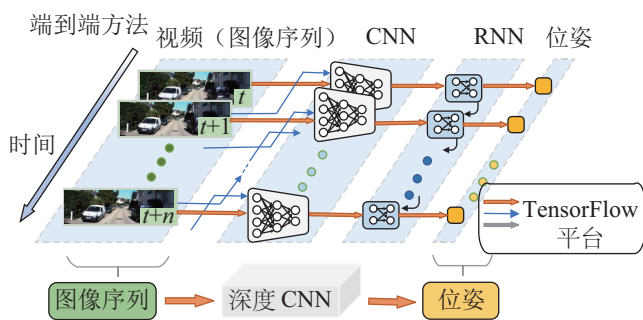 端到端方法
视频（图像序列）
CNN
RNN
位姿
时间
t
t+1
t+n
TensorFlow
平台
图像序列
深度 CNN
位姿